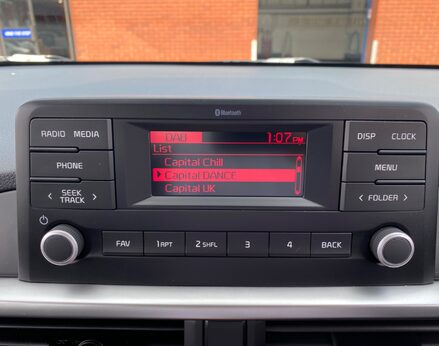 Bluetooth
RADIO MEDIA
PHONE
SEEK
TRACK
DAB 1:07PM
List
Capital Chill
Capital DANCE
Capital UK
DISP CLOCK
MENU
FOLDER
FAV 1 RPT 2 SHFL 3 4 BACK